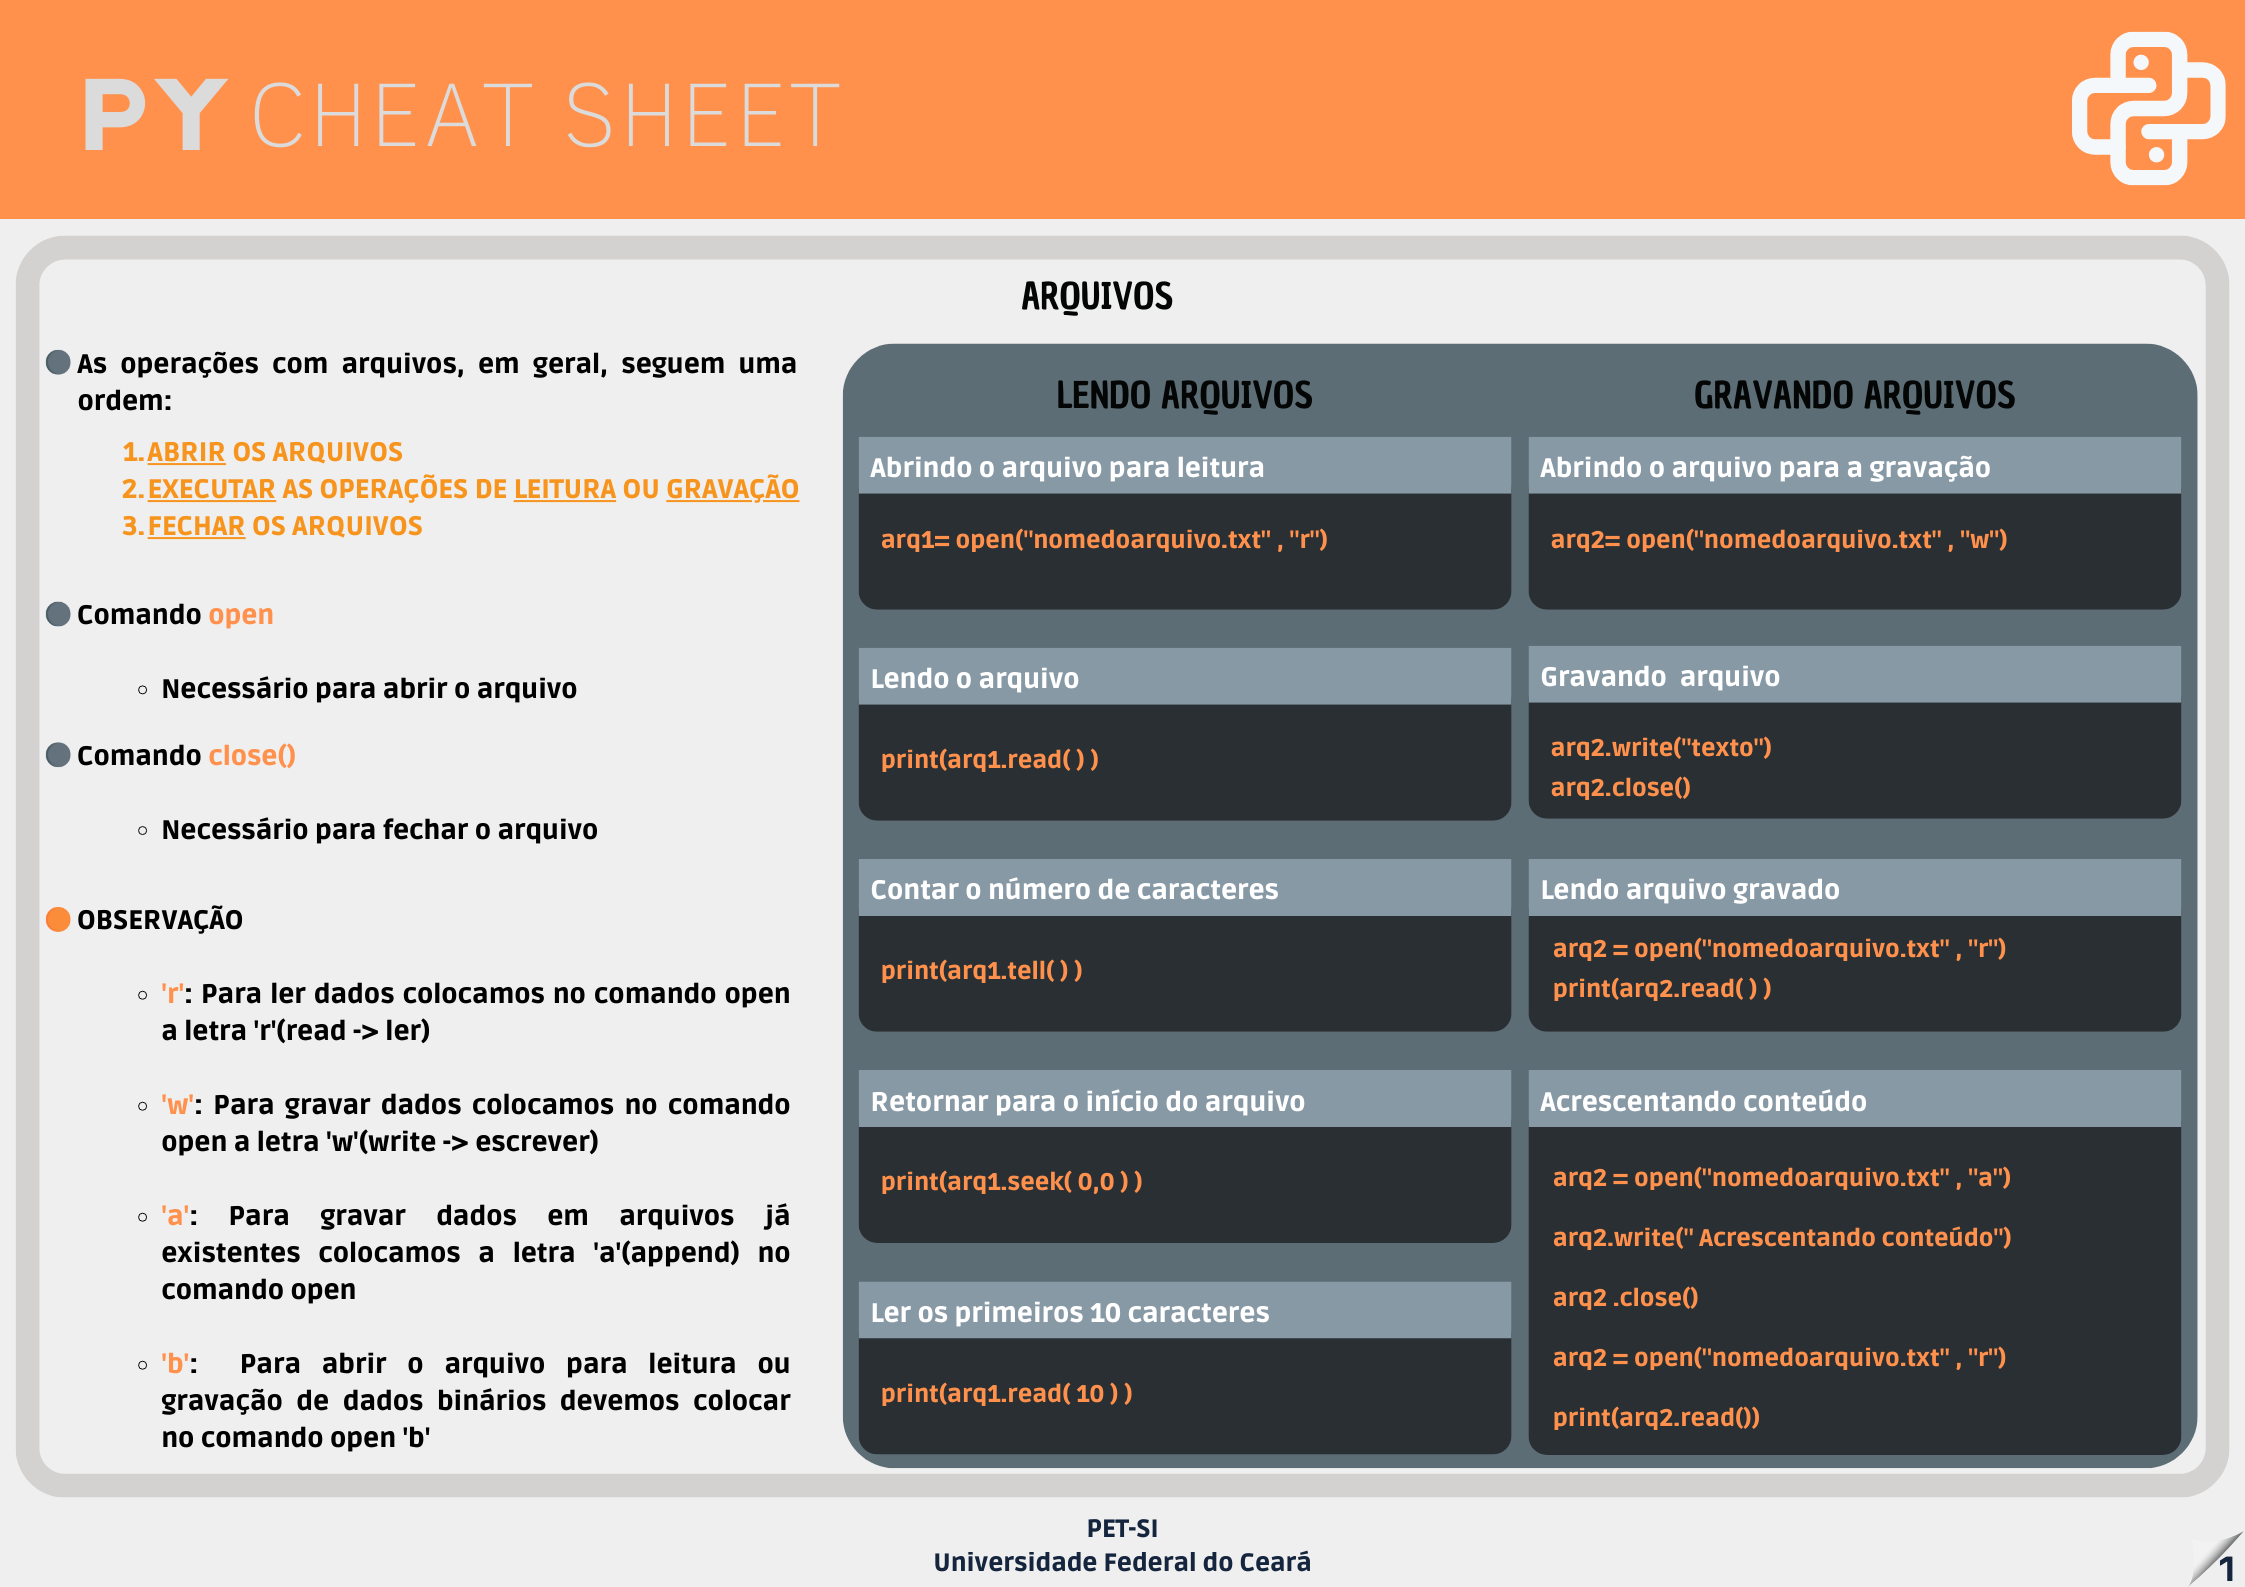 PY CHEAT SHEET
ARQUIVOS
As operações com arquivos, em geral, seguem uma
ordem:
1. ABRIR OS ARQUIVOS
2. EXECUTAR AS OPERAÇÕES DE LEITURA OU GRAVAÇÃO
3. FECHAR OS ARQUIVOS
Comando open
Necessário para abrir o arquivo
Comando close()
Necessário para fechar o arquivo
OBSERVAÇÃO
'r': Para ler dados colocamos no comando open
a letra 'r'(read -> ler)
'w': Para gravar dados colocamos no comando
open a letra 'w'(write -> escrever)
'a': Para gravar dados em arquivos já
existentes colocamos a letra 'a'(append) no
comando open
'b': Para abrir o arquivo para leitura ou
gravação de dados binários devemos colocar
no comando open 'b'
LENDO ARQUIVOS
Abrindo o arquivo para leitura
arq1= open("nomedoarquivo.txt" , "r")
Lendo o arquivo
print(arq1.read( ) )
Contar o número de caracteres
print(arq1.tell( ) )
Retornar para o início do arquivo
print(arq1.seek( 0,0 ) )
Ler os primeiros 10 caracteres
print(arq1.read( 10 ) )
GRAVANDO ARQUIVOS
Abrindo o arquivo para a gravação
arq2= open("nomedoarquivo.txt" , "w")
Gravando  arquivo
arq2.write("texto")
arq2.close()
Lendo arquivo gravado
arq2 = open("nomedoarquivo.txt" , "r")
print(arq2.read( ) )
Acrescentando conteúdo
arq2 = open("nomedoarquivo.txt" , "a")
arq2.write(" Acrescentando conteúdo")
arq2 .close()
arq2 = open("nomedoarquivo.txt" , "r")
print(arq2.read())
PET-SI
Universidade Federal do Ceará
1